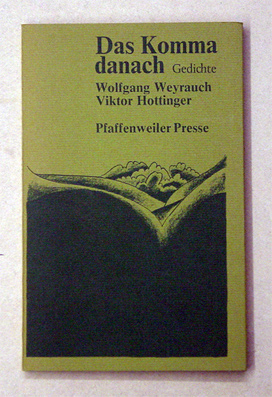 Das Komma
danach Gedichte
Wolfgang Weyrauch
Viktor Hottinger
Pfaffenweiler Presse